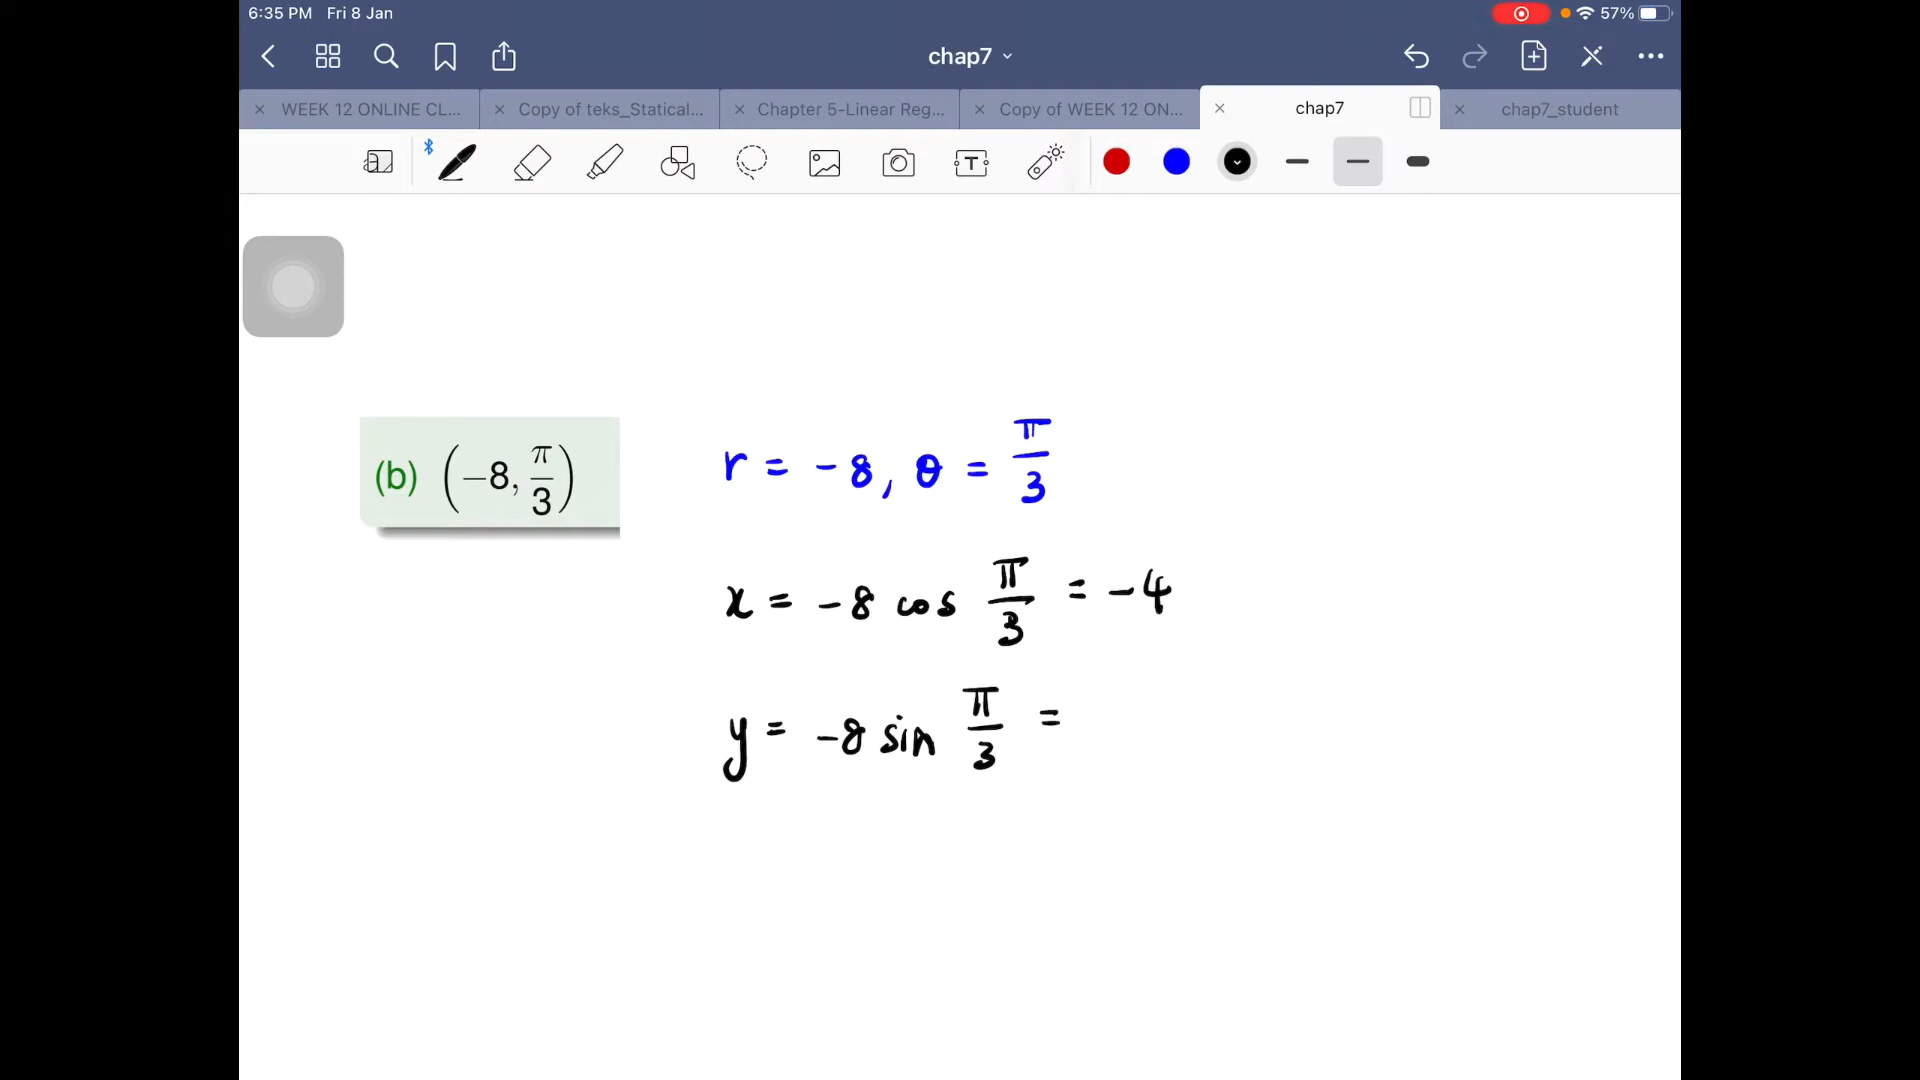 6:35 PM Fri 8 Jan 57%
chap7
WEEK 12 ONLINE CL... Copy of teks_Statical... Chapter 5-Linear Reg... Copy of WEEK 12 ON... chap7 chap7_student
a T
(b) (−8, π/3) r = -8, θ = π/3
x = -8 cos π/3 = -4
y = -8 sin π/3 =